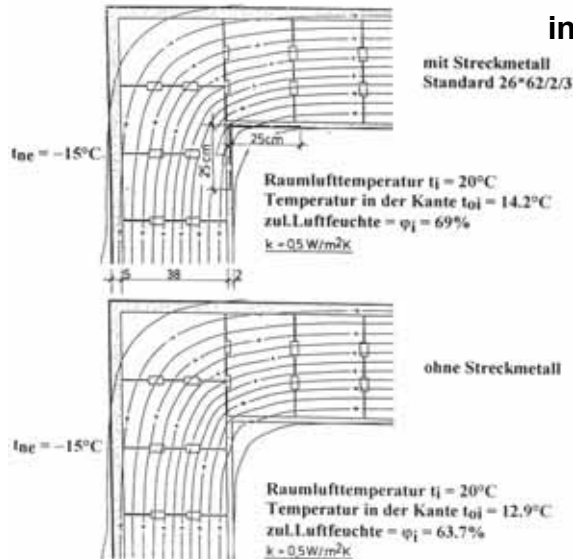 in
mit Streckmetall
Standard 26*62/2/3
tne = −15°C
25cm
25cm
Raumlufttemperatur ti = 20°C
Temperatur in der Kante toi = 14.2°C
zul.Luftfeuchte = φi = 69%
k = 0,5 W/m²K
5 38 2
ohne Streckmetall
tne = −15°C
Raumlufttemperatur ti = 20°C
Temperatur in der Kante toi = 12.9°C
zul.Luftfeuchte = φi = 63.7%
k = 0,5W/m²K